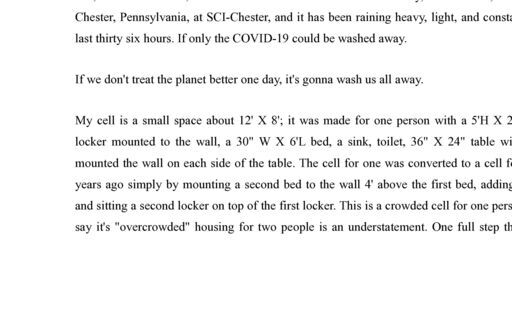 Chester, Pennsylvania, at SCI-Chester, and it has been raining heavy, light, and consta
last thirty six hours. If only the COVID-19 could be washed away.
If we don't treat the planet better one day, it's gonna wash us all away.
My cell is a small space about 12' X 8'; it was made for one person with a 5'H X 2
locker mounted to the wall, a 30" W X 6'L bed, a sink, toilet, 36" X 24" table wi
mounted the wall on each side of the table. The cell for one was converted to a cell f
years ago simply by mounting a second bed to the wall 4' above the first bed, adding
and sitting a second locker on top of the first locker. This is a crowded cell for one pers
say it's "overcrowded" housing for two people is an understatement. One full step th